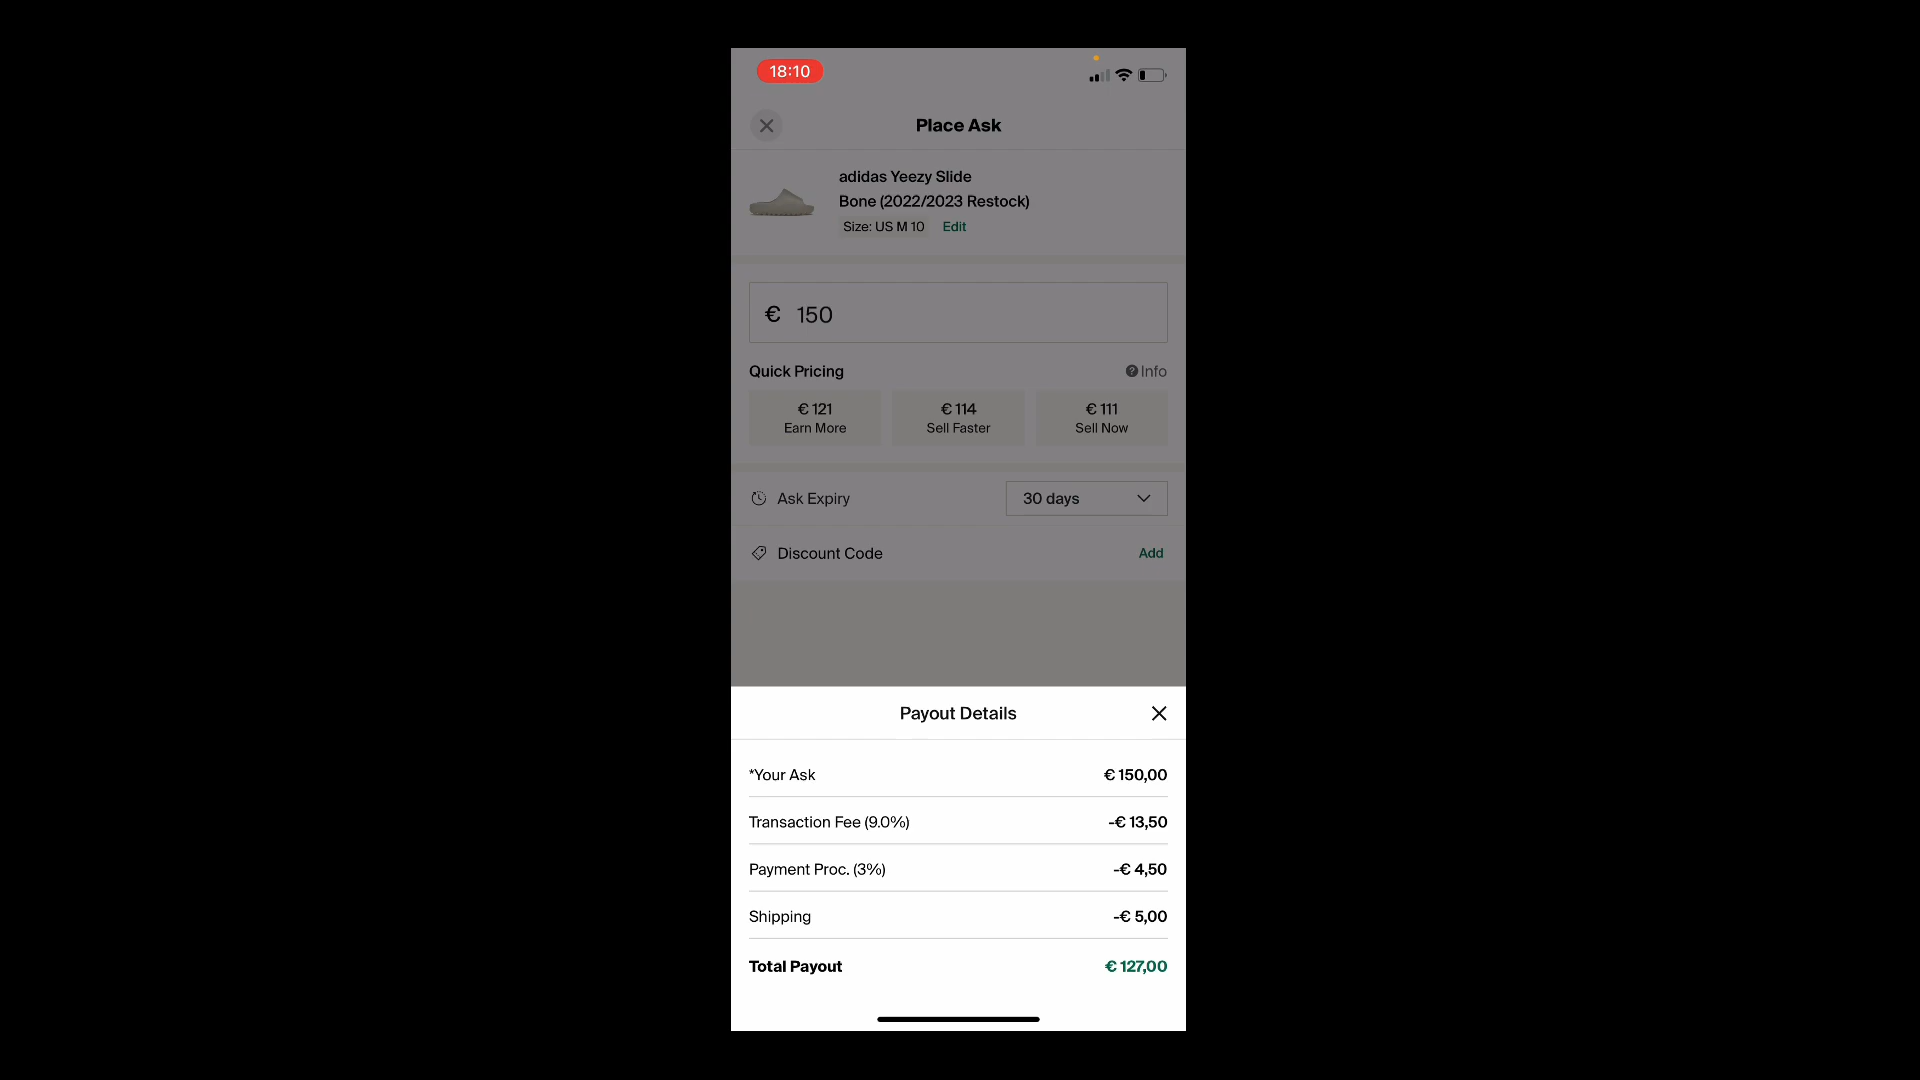 18:10
Place Ask
adidas Yeezy Slide
Bone (2022/2023 Restock)
Size: US M 10 Edit
€ 150
Quick Pricing Info
€ 121 € 114 € 111
Earn More Sell Faster Sell Now
Ask Expiry 30 days
Discount Code Add
Payout Details
*Your Ask € 150,00
Transaction Fee (9.0%) -€ 13,50
Payment Proc. (3%) -€ 4,50
Shipping -€ 5,00
Total Payout € 127,00